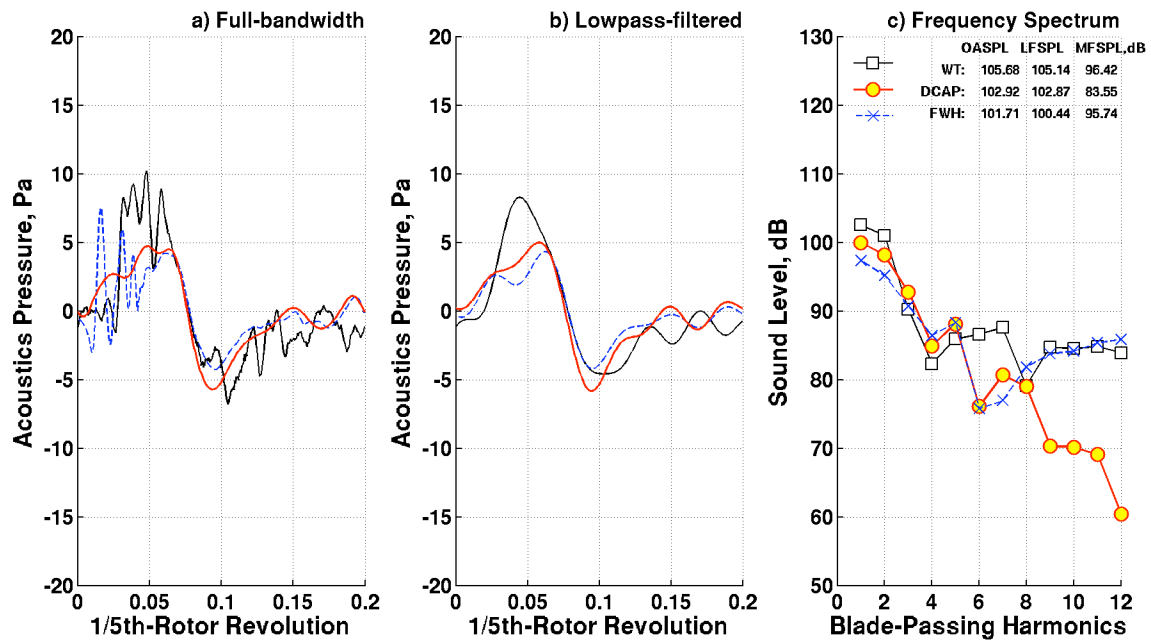 a) Full-bandwidth
20
15
10
5
0
-5
-10
-15
-20
Acoustics Pressure, Pa
0 0.05 0.1 0.15 0.2
1/5th-Rotor Revolution
b) Lowpass-filtered
20
15
10
5
0
-5
-10
-15
-20
Acoustics Pressure, Pa
0 0.05 0.1 0.15 0.2
1/5th-Rotor Revolution
c) Frequency Spectrum
OASPL LFSPL MFSPL,dB
WT: 105.68 105.14 96.42
DCAP: 102.92 102.87 83.55
FWH: 101.71 100.44 95.74
130
120
110
100
90
80
70
60
50
Sound Level, dB
0 2 4 6 8 10 12
Blade-Passing Harmonics